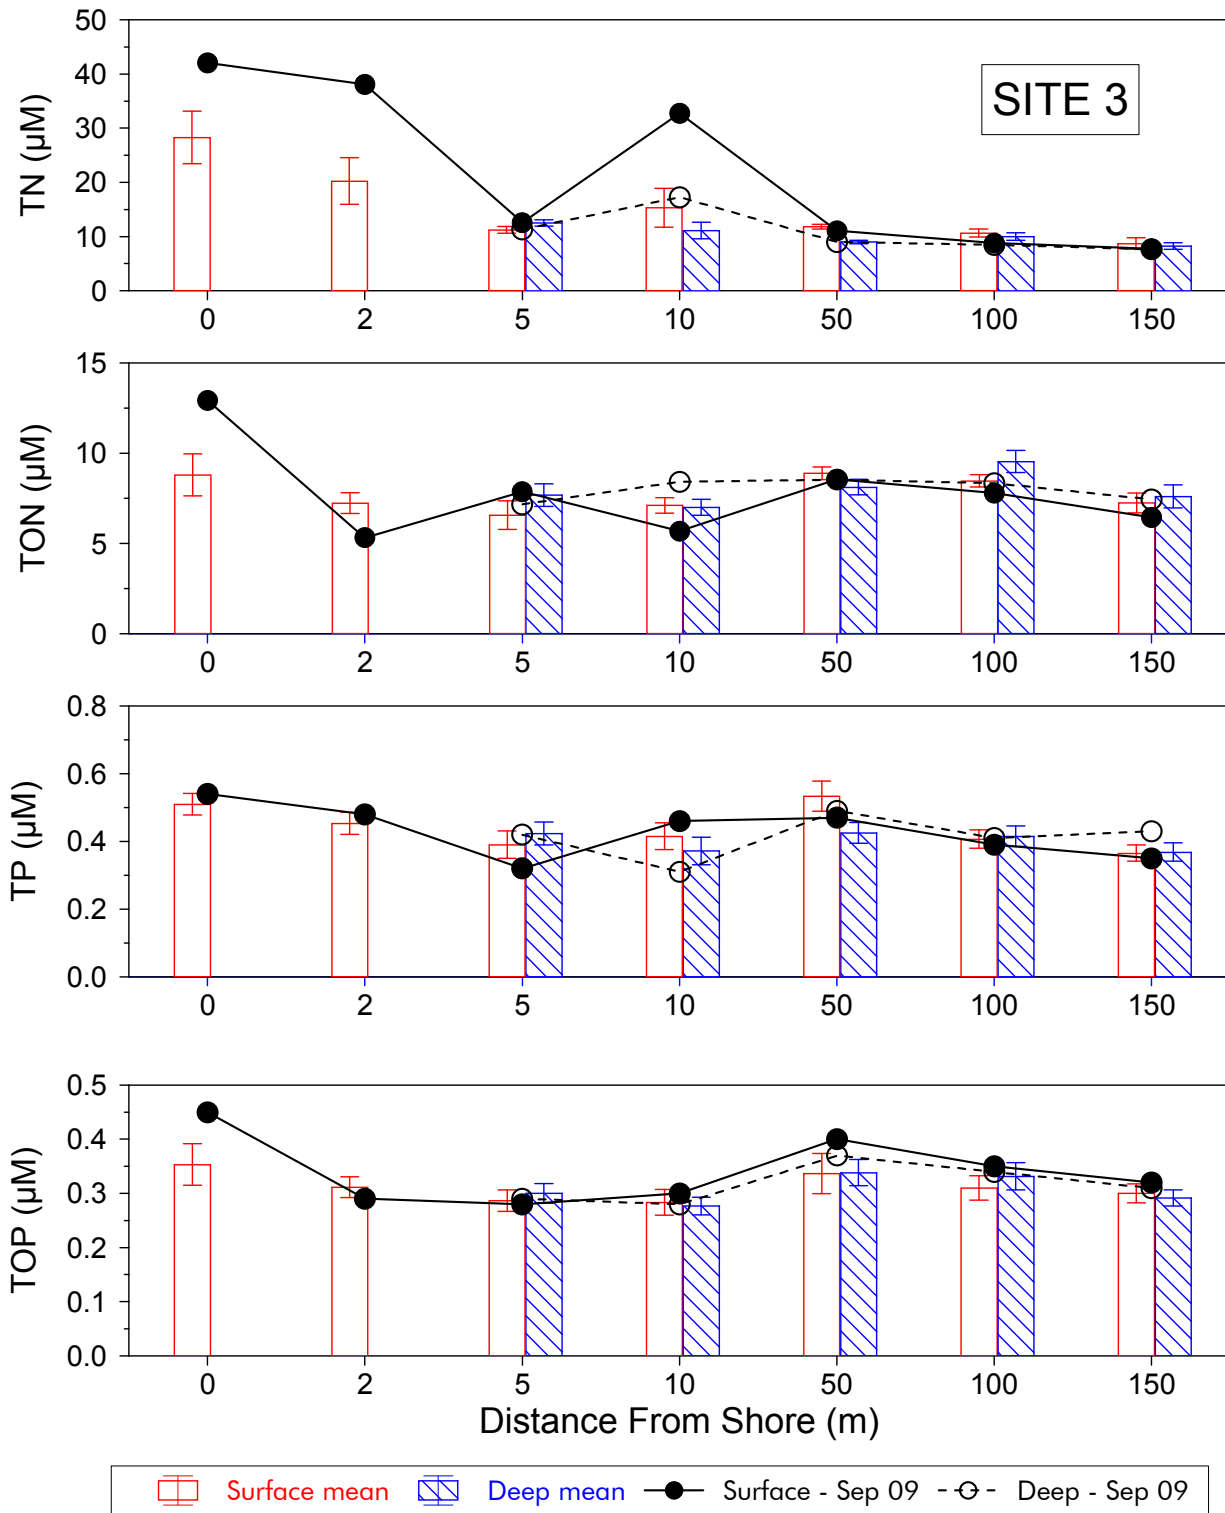 50
40
30
20
10
0
TN (µM)
SITE 3
0 2 5 10 50 100 150
15
10
5
0
TON (µM)
0 2 5 10 50 100 150
0.8
0.6
0.4
0.2
0.0
TP (µM)
0 2 5 10 50 100 150
0.5
0.4
0.3
0.2
0.1
0.0
TOP (µM)
0 2 5 10 50 100 150
Distance From Shore (m)
Surface mean Deep mean Surface - Sep 09 Deep - Sep 09